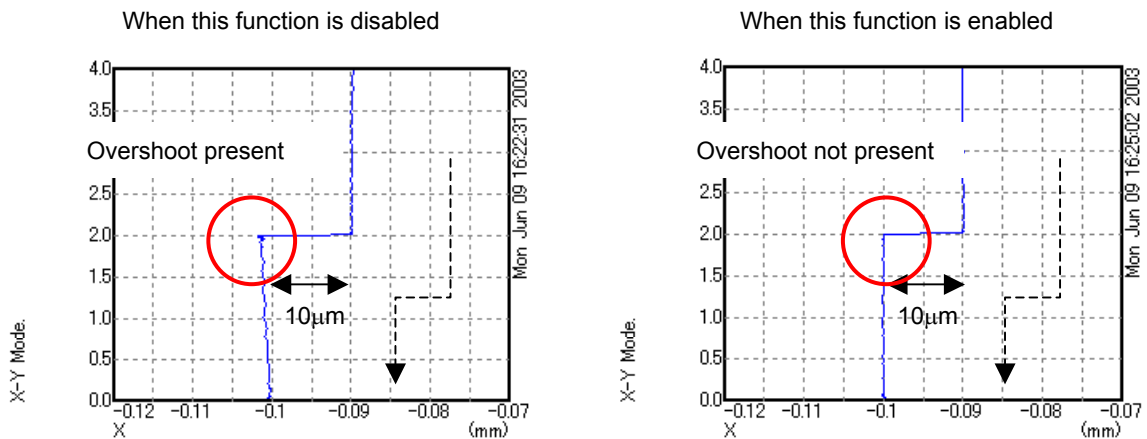 When this function is disabled
4.0
3.5
Overshoot present
2.5
2.0
1.5
1.0
0.5
0.0
10μm
-0.12
-0.11
-0.1
-0.09
-0.08
-0.07
X
(mm)
X-Y Mode.
Mon Jun 09 16:22:31 2003
When this function is enabled
4.0
3.5
Overshoot not present
2.5
2.0
1.5
1.0
0.5
0.0
10μm
-0.12
-0.11
-0.1
-0.09
-0.08
-0.07
X
(mm)
X-Y Mode.
Mon Jun 09 16:25:02 2003